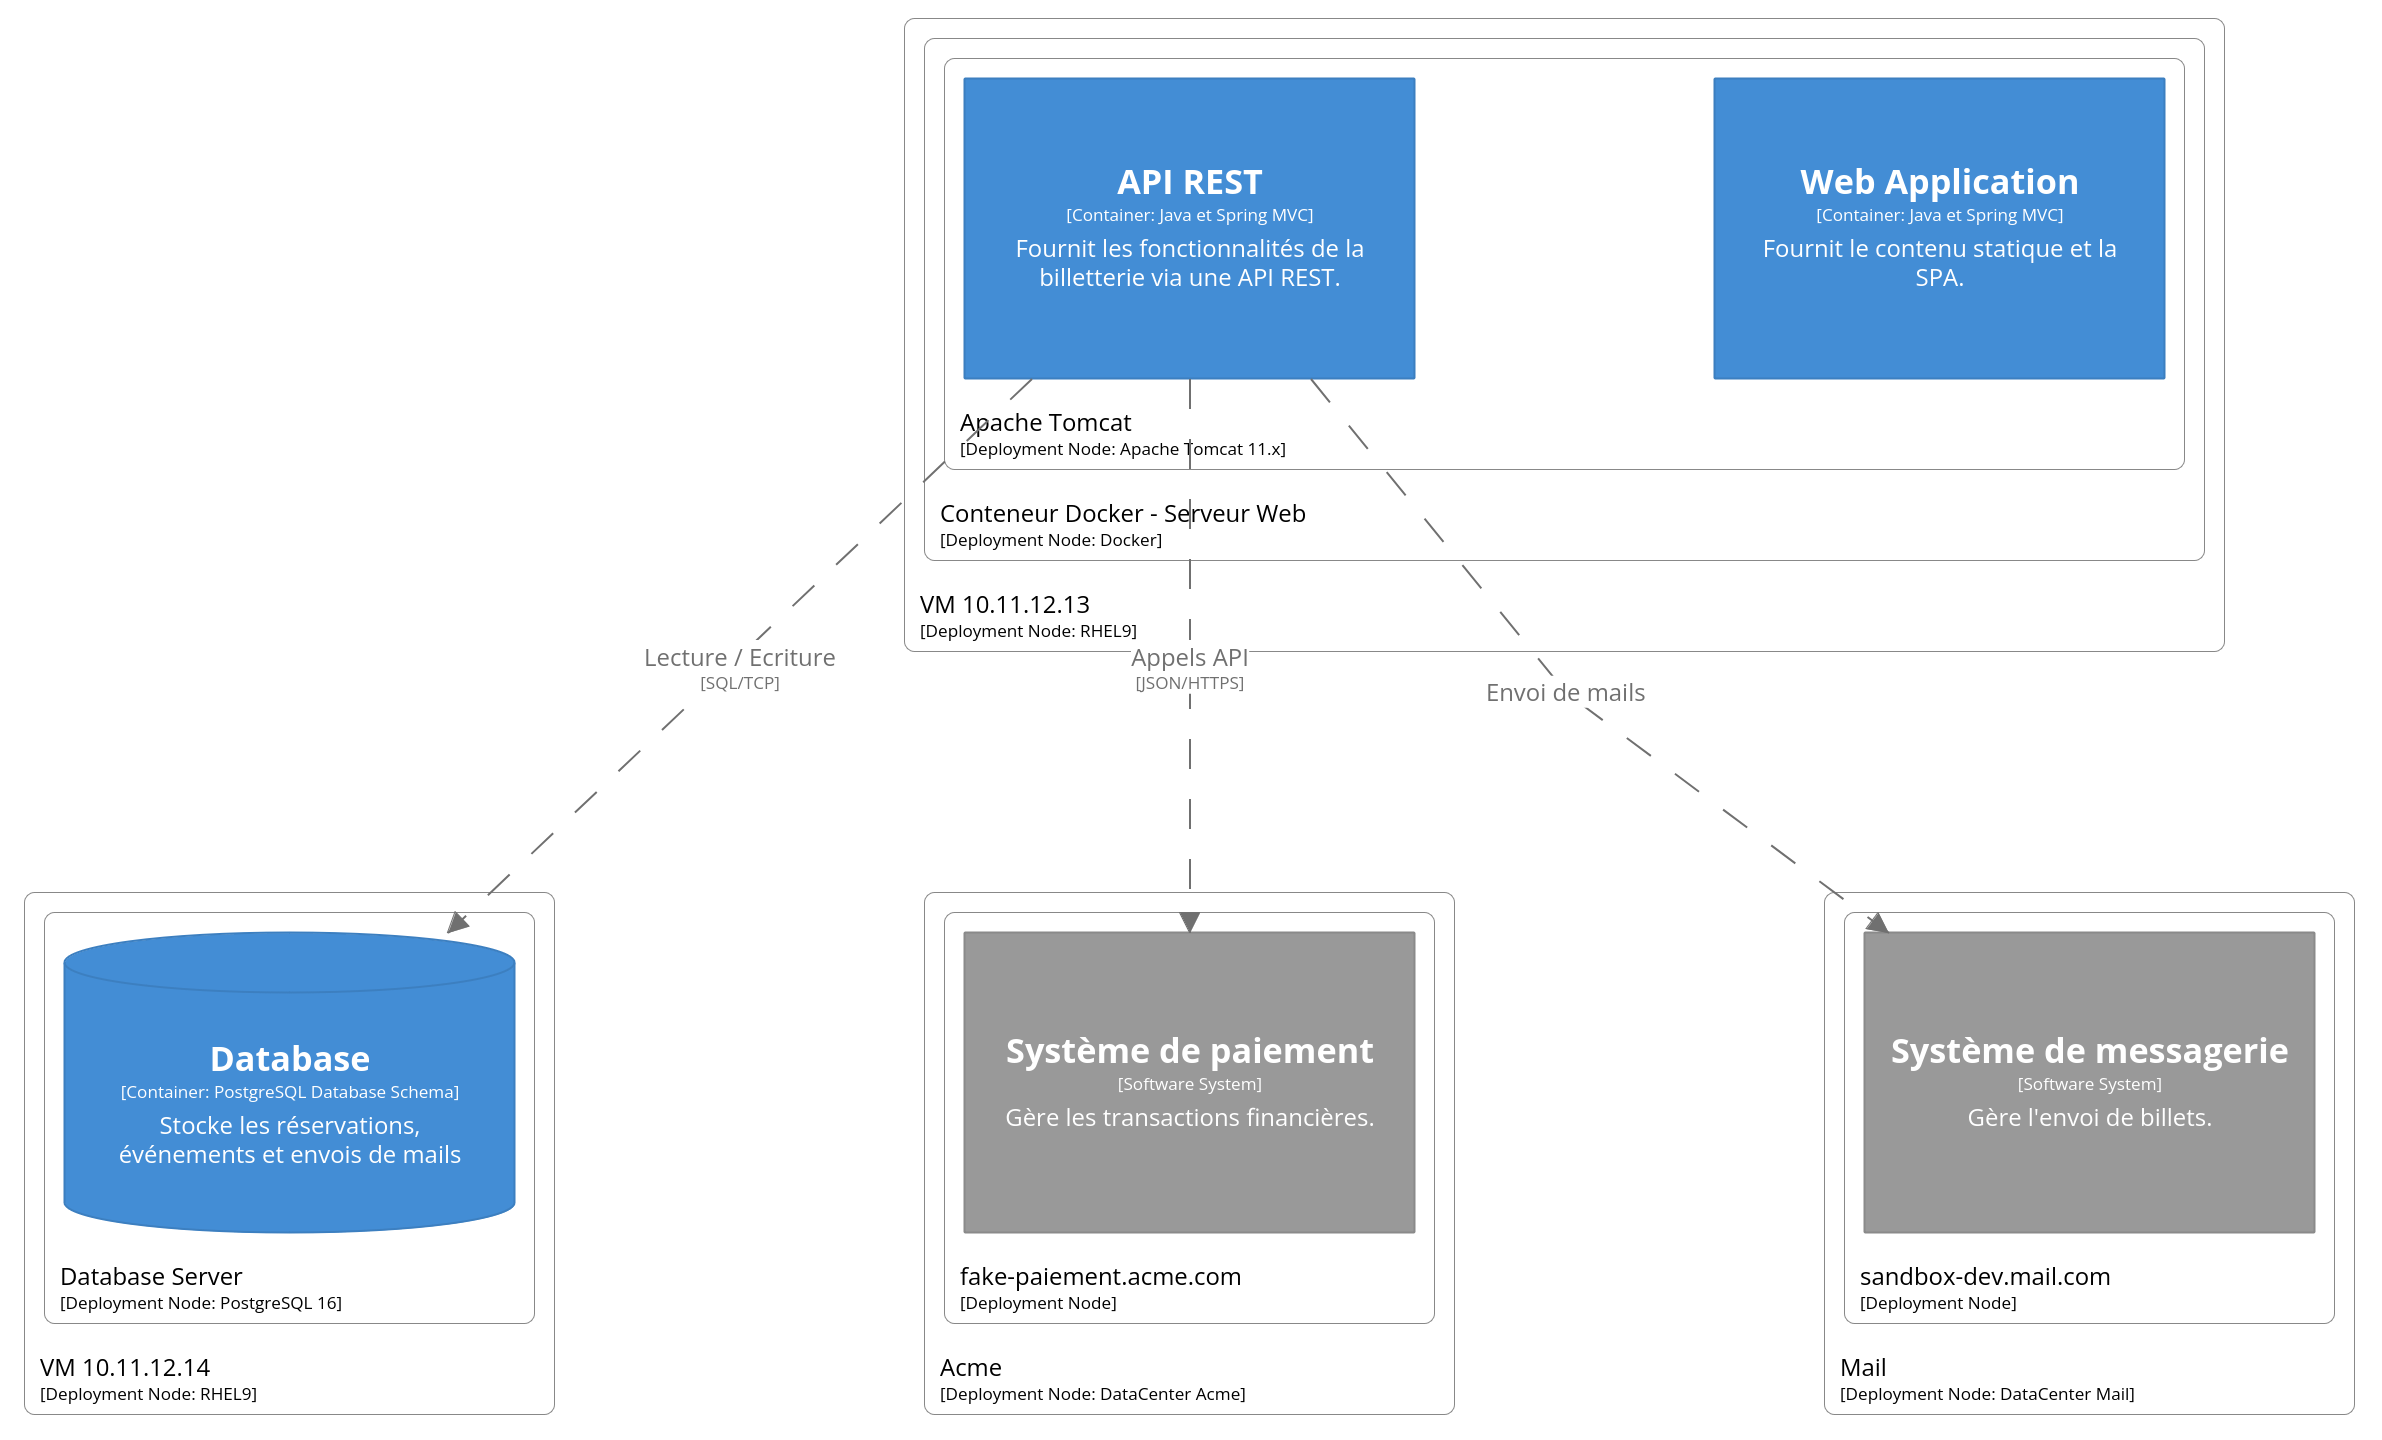 API REST
[Container: Java et Spring MVC]
Fournit les fonctionnalités de la
billetterie via une API REST.
Web Application
[Container: Java et Spring MVC]
Fournit le contenu statique et la
SPA.
Apache Tomcat
[Deployment Node: Apache Tomcat 11.x]
Conteneur Docker - Serveur Web
[Deployment Node: Docker]
VM 10.11.12.13
[Deployment Node: RHEL9]
Lecture / Ecriture
[SQL/TCP]
Appels API
[JSON/HTTPS]
Envoi de mails
Database
[Container: PostgreSQL Database Schema]
Stocke les réservations,
événements et envois de mails
Database Server
[Deployment Node: PostgreSQL 16]
VM 10.11.12.14
[Deployment Node: RHEL9]
Système de paiement
[Software System]
Gère les transactions financières.
fake-paiement.acme.com
[Deployment Node]
Acme
[Deployment Node: DataCenter Acme]
Système de messagerie
[Software System]
Gère l'envoi de billets.
sandbox-dev.mail.com
[Deployment Node]
Mail
[Deployment Node: DataCenter Mail]